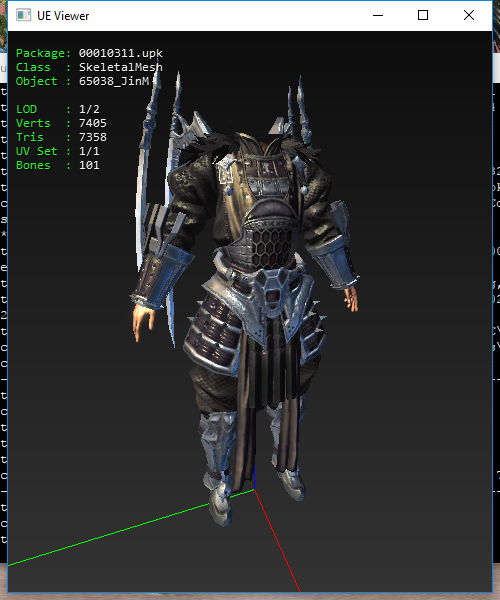 UE Viewer
Package: 00010311.upk
Class : SkeletalMesh
Object : 65038_JinM
LOD : 1/2
Verts : 7405
Tris : 7358
UV Set : 1/1
Bones : 101